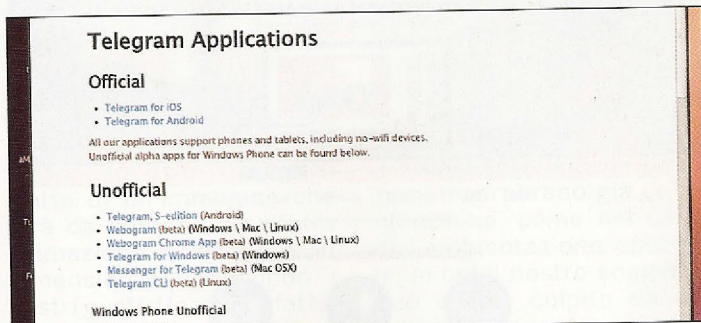 Telegram Applications
Official
• Telegram for iOS
• Telegram for Android
All our applications support phones and tablets, including no-wifi devices.
Unofficial alpha apps for Windows Phone can be found below.
Unofficial
• Telegram, S-edition (Android)
• Webogram (beta) (Windows \ Mac \ Linux)
• Webogram Chrome App (beta) (Windows \ Mac \ Linux)
• Telegram for Windows (beta) (Windows)
• Messenger for Telegram (beta) (Mac OSX)
• Telegram CLI (beta) (Linux)
Windows Phone Unofficial